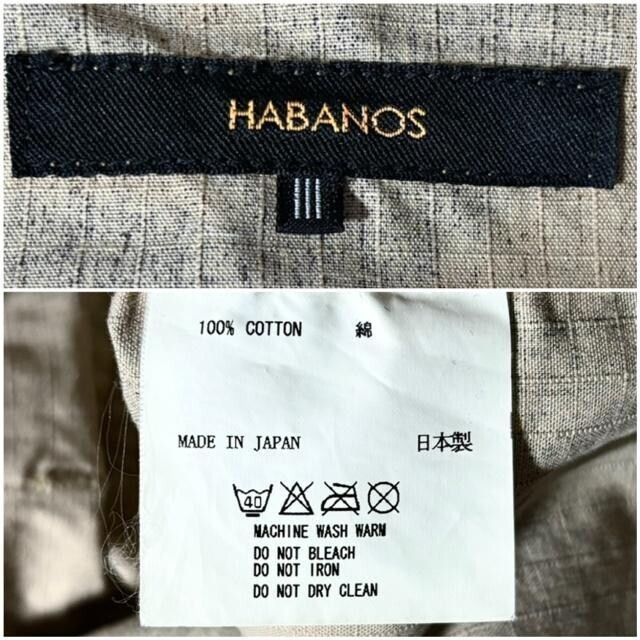 HABANOS
III
100% COTTON 綿
MADE IN JAPAN 日本製
40
MACHINE WASH WARM
DO NOT BLEACH
DO NOT IRON
DO NOT DRY CLEAN